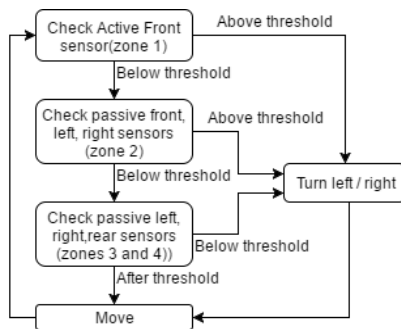 Check Active Front
sensor(zone 1)
Above threshold
Below threshold
Check passive front,
left, right sensors
(zone 2)
Above threshold
Below threshold
Turn left / right
Check passive left,
right,rear sensors
(zones 3 and 4))
Below threshold
After threshold
Move